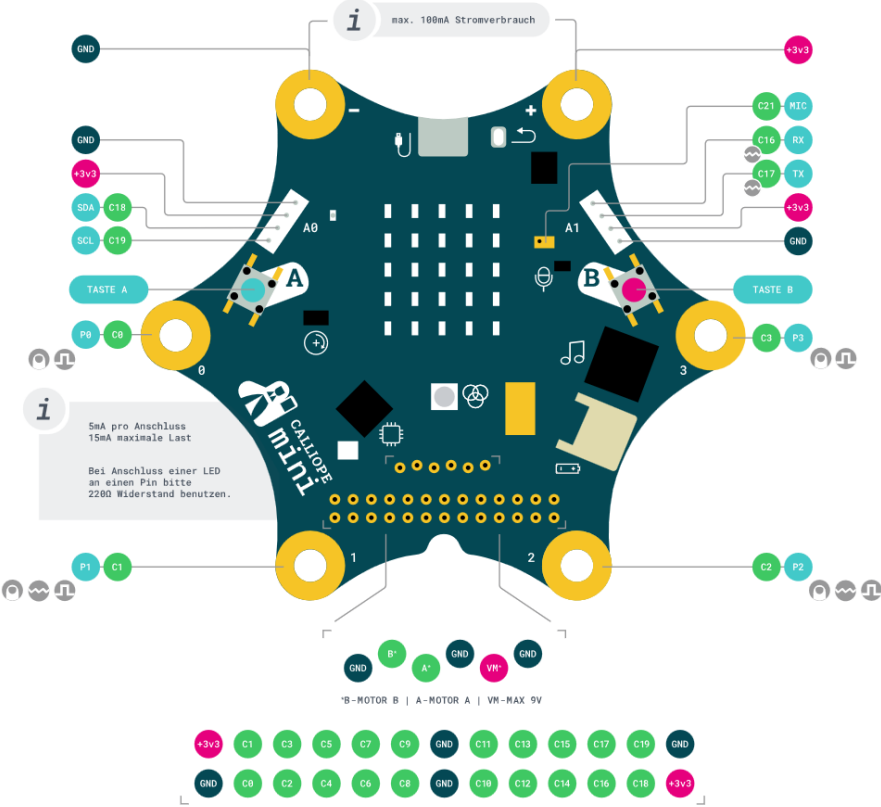 i max. 100mA Stromverbrauch
GND
+3v3
- +
C21 MIC
GND
C16 RX
+3v3
C17 TX
SDA C18
+3v3
SCL C19
GND
A0
A1
TASTE A
A
B
TASTE B
P0 C0
C3 P3
0
3
i
5mA pro Anschluss
15mA maximale Last
Bei Anschluss einer LED
an einen Pin bitte
220Ω Widerstand benutzen.
CALLIOPE
mini
1
2
P1 C1
C2 P2
GND B* A* GND VM* GND
*B-MOTOR B | A-MOTOR A | VM-MAX 9V
+3v3 C1 C3 C5 C7 C9 GND C11 C13 C15 C17 C19 GND
GND C0 C2 C4 C6 C8 GND C10 C12 C14 C16 C18 +3v3